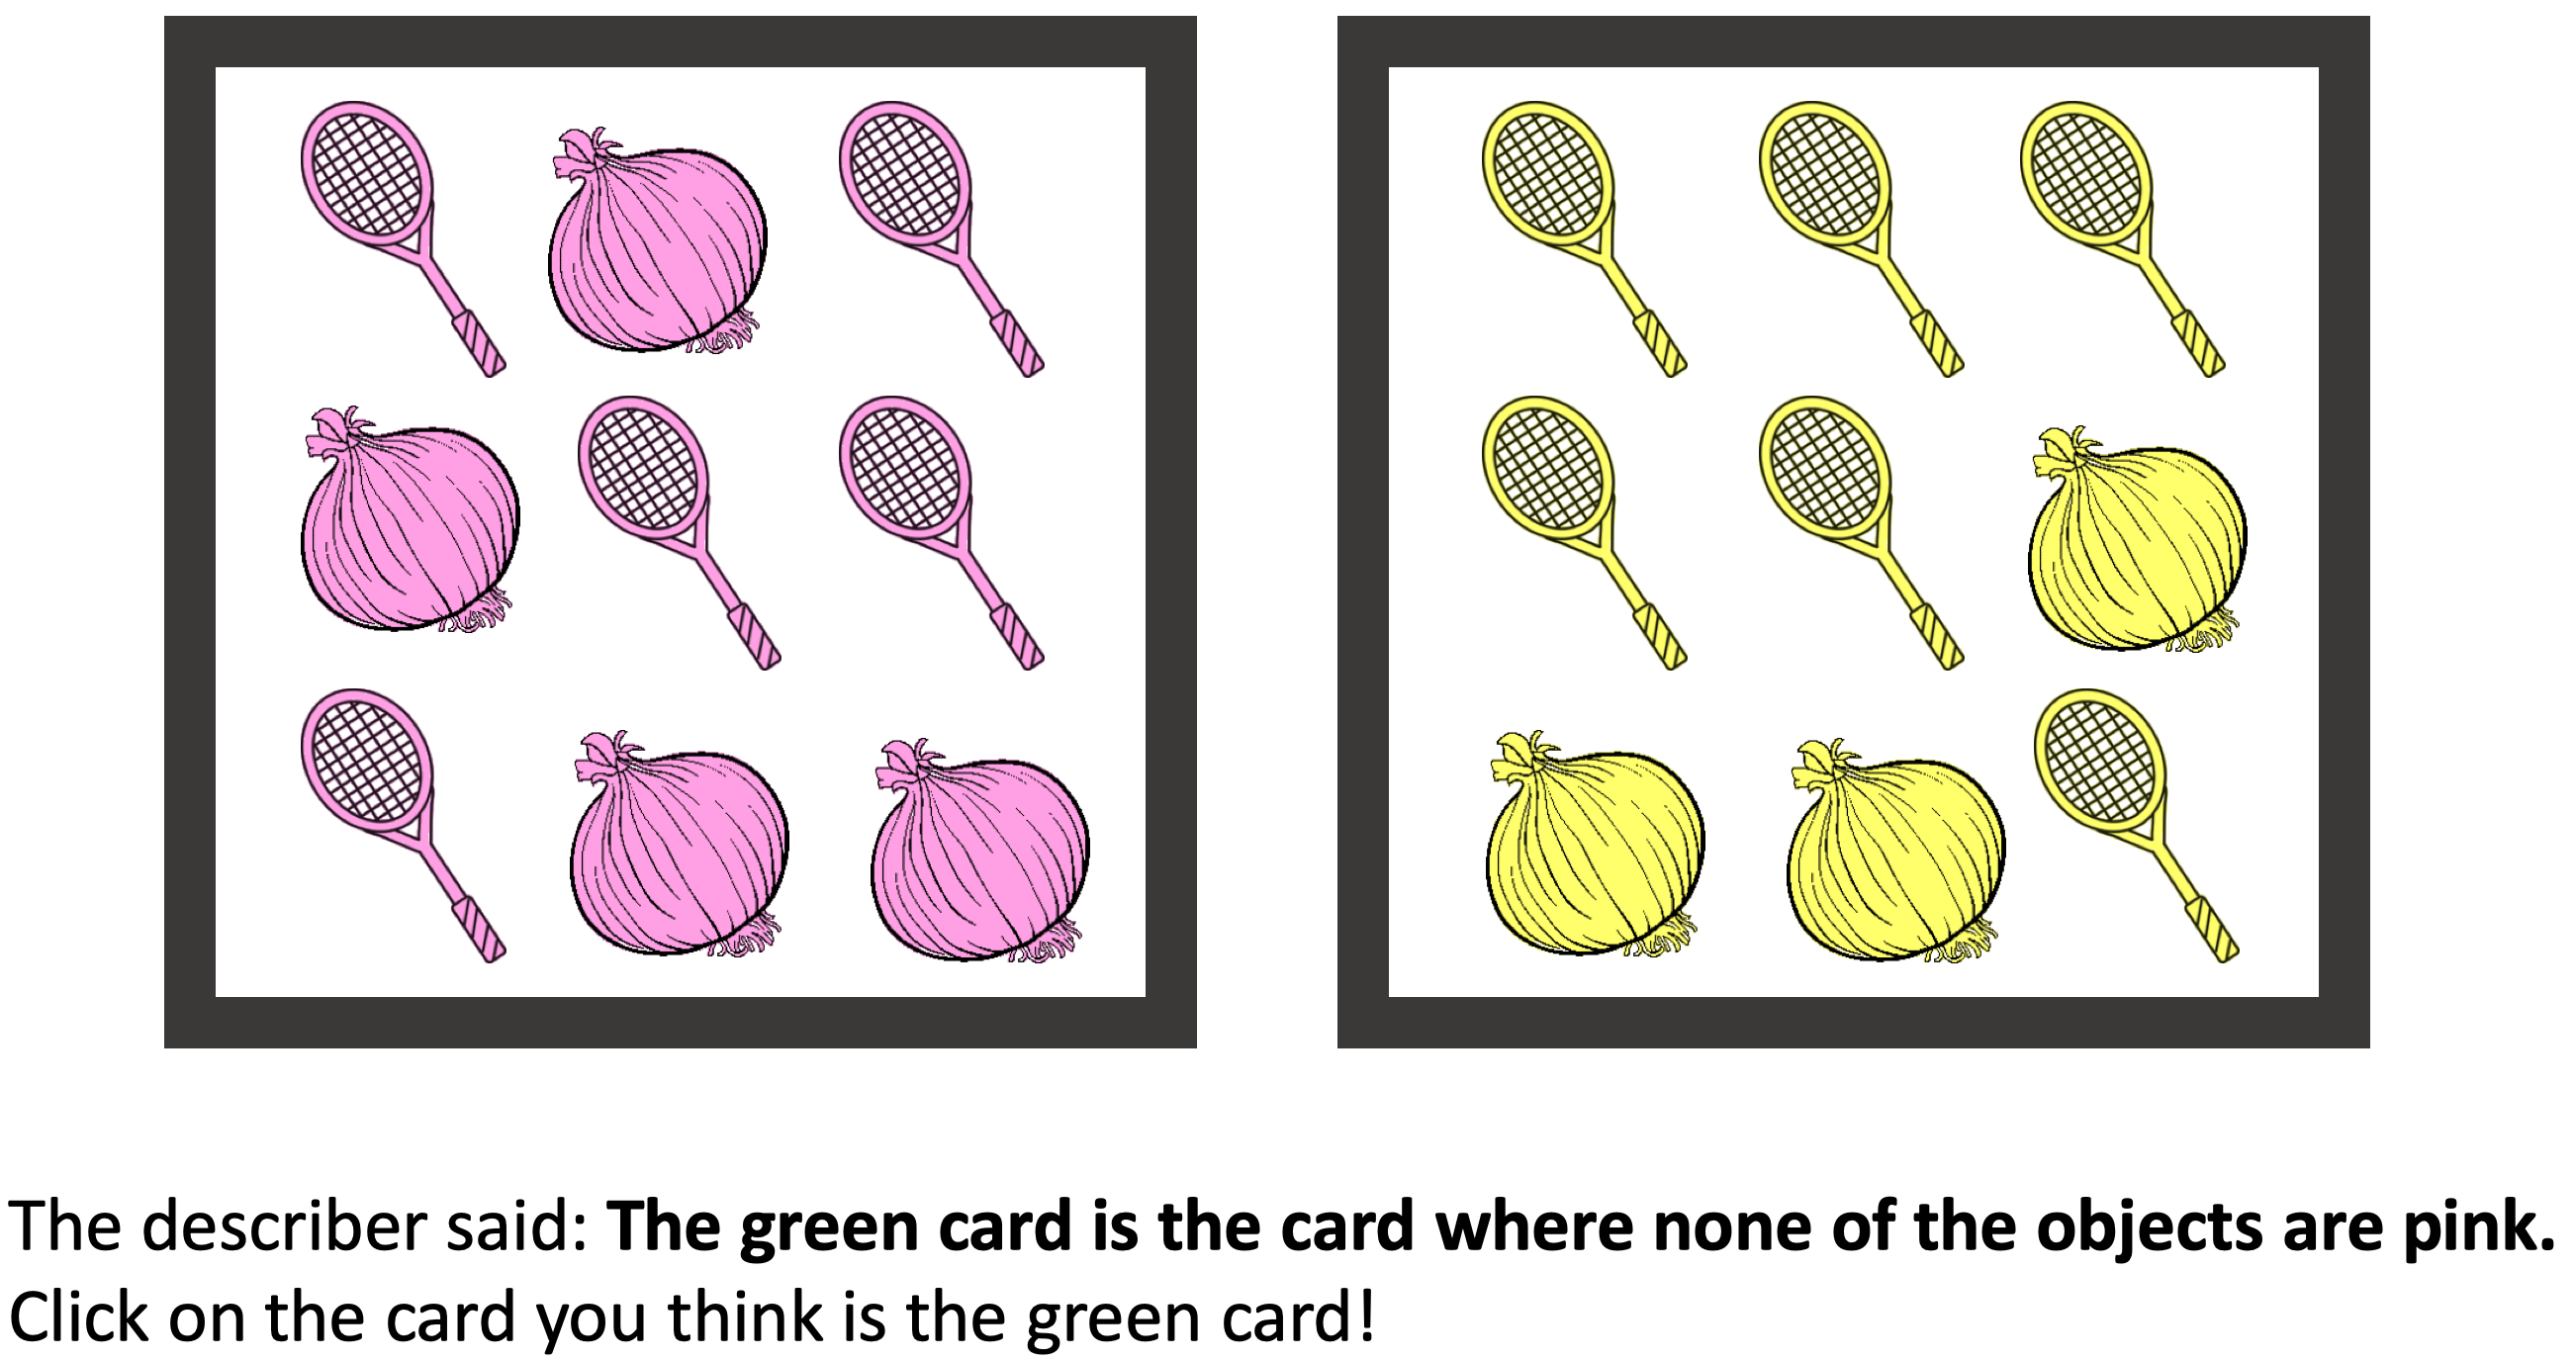 The describer said: The green card is the card where none of the objects are pink.
Click on the card you think is the green card!